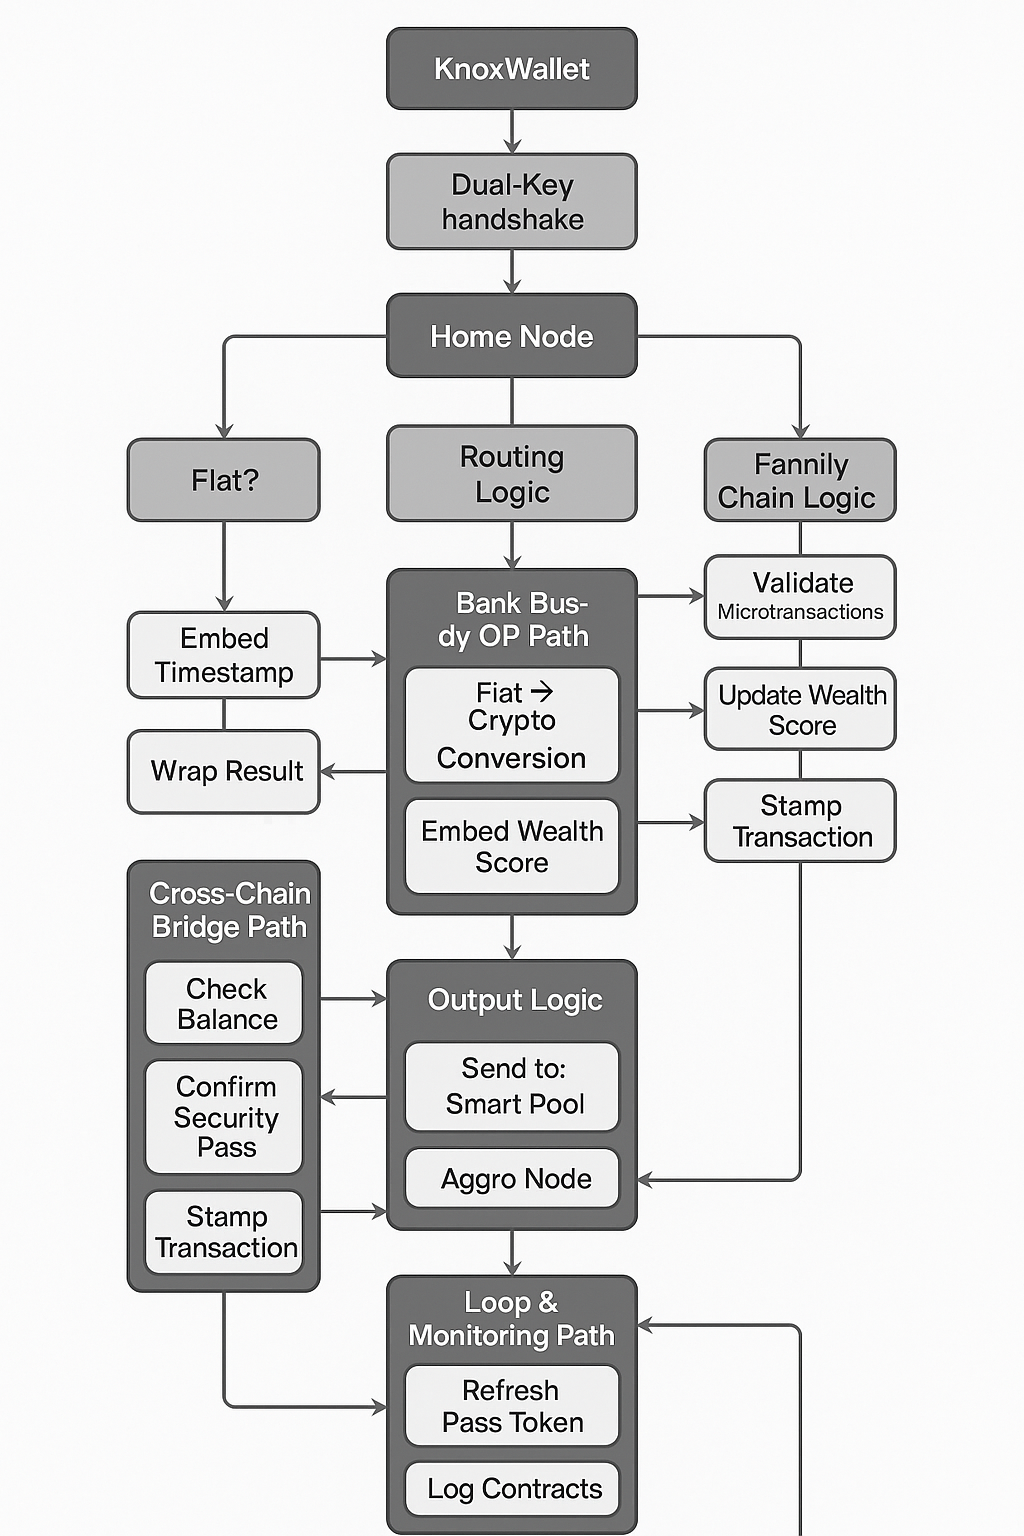 KnoxWallet
Dual-Key
handshake
Home Node
Flat?
Routing
Logic
Fannily
Chain Logic
Embed
Timestamp
Wrap Result
Bank Bus-
dy OP Path
Fiat →
Crypto
Conversion
Embed Wealth
Score
Validate
Microtransactions
Update Wealth
Score
Stamp
Transaction
Cross-Chain
Bridge Path
Check
Balance
Confirm
Security
Pass
Stamp
Transaction
Output Logic
Send to:
Smart Pool
Aggro Node
Loop &
Monitoring Path
Refresh
Pass Token
Log Contracts